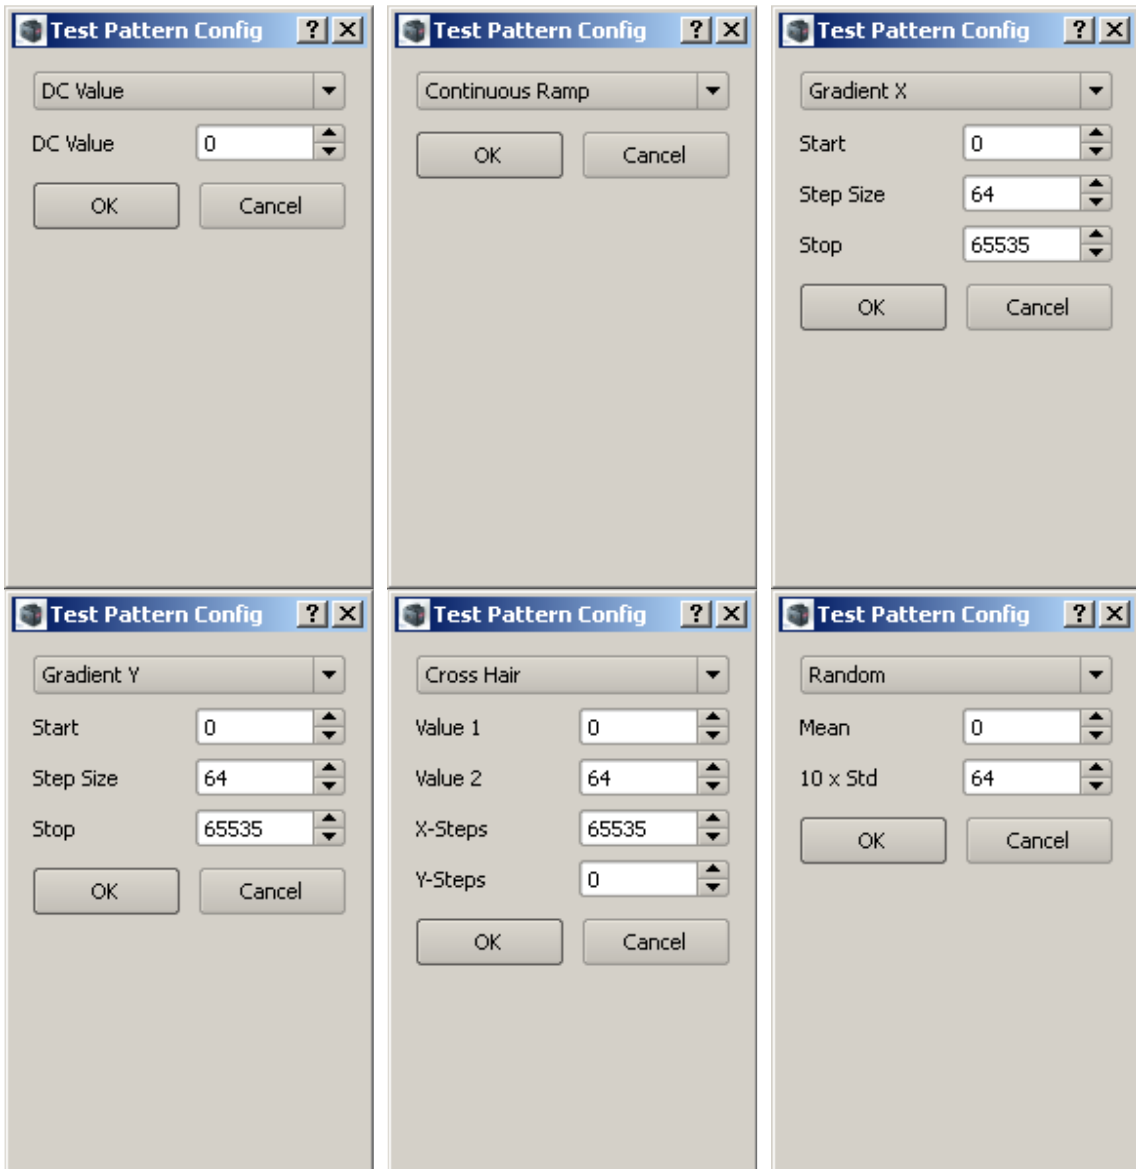 Test Pattern Config
DC Value
DC Value 0
OK Cancel
Test Pattern Config
Continuous Ramp
OK Cancel
Test Pattern Config
Gradient X
Start 0
Step Size 64
Stop 65535
OK Cancel
Test Pattern Config
Gradient Y
Start 0
Step Size 64
Stop 65535
OK Cancel
Test Pattern Config
Cross Hair
Value 1 0
Value 2 64
X-Steps 65535
Y-Steps 0
OK Cancel
Test Pattern Config
Random
Mean 0
10 x Std 64
OK Cancel